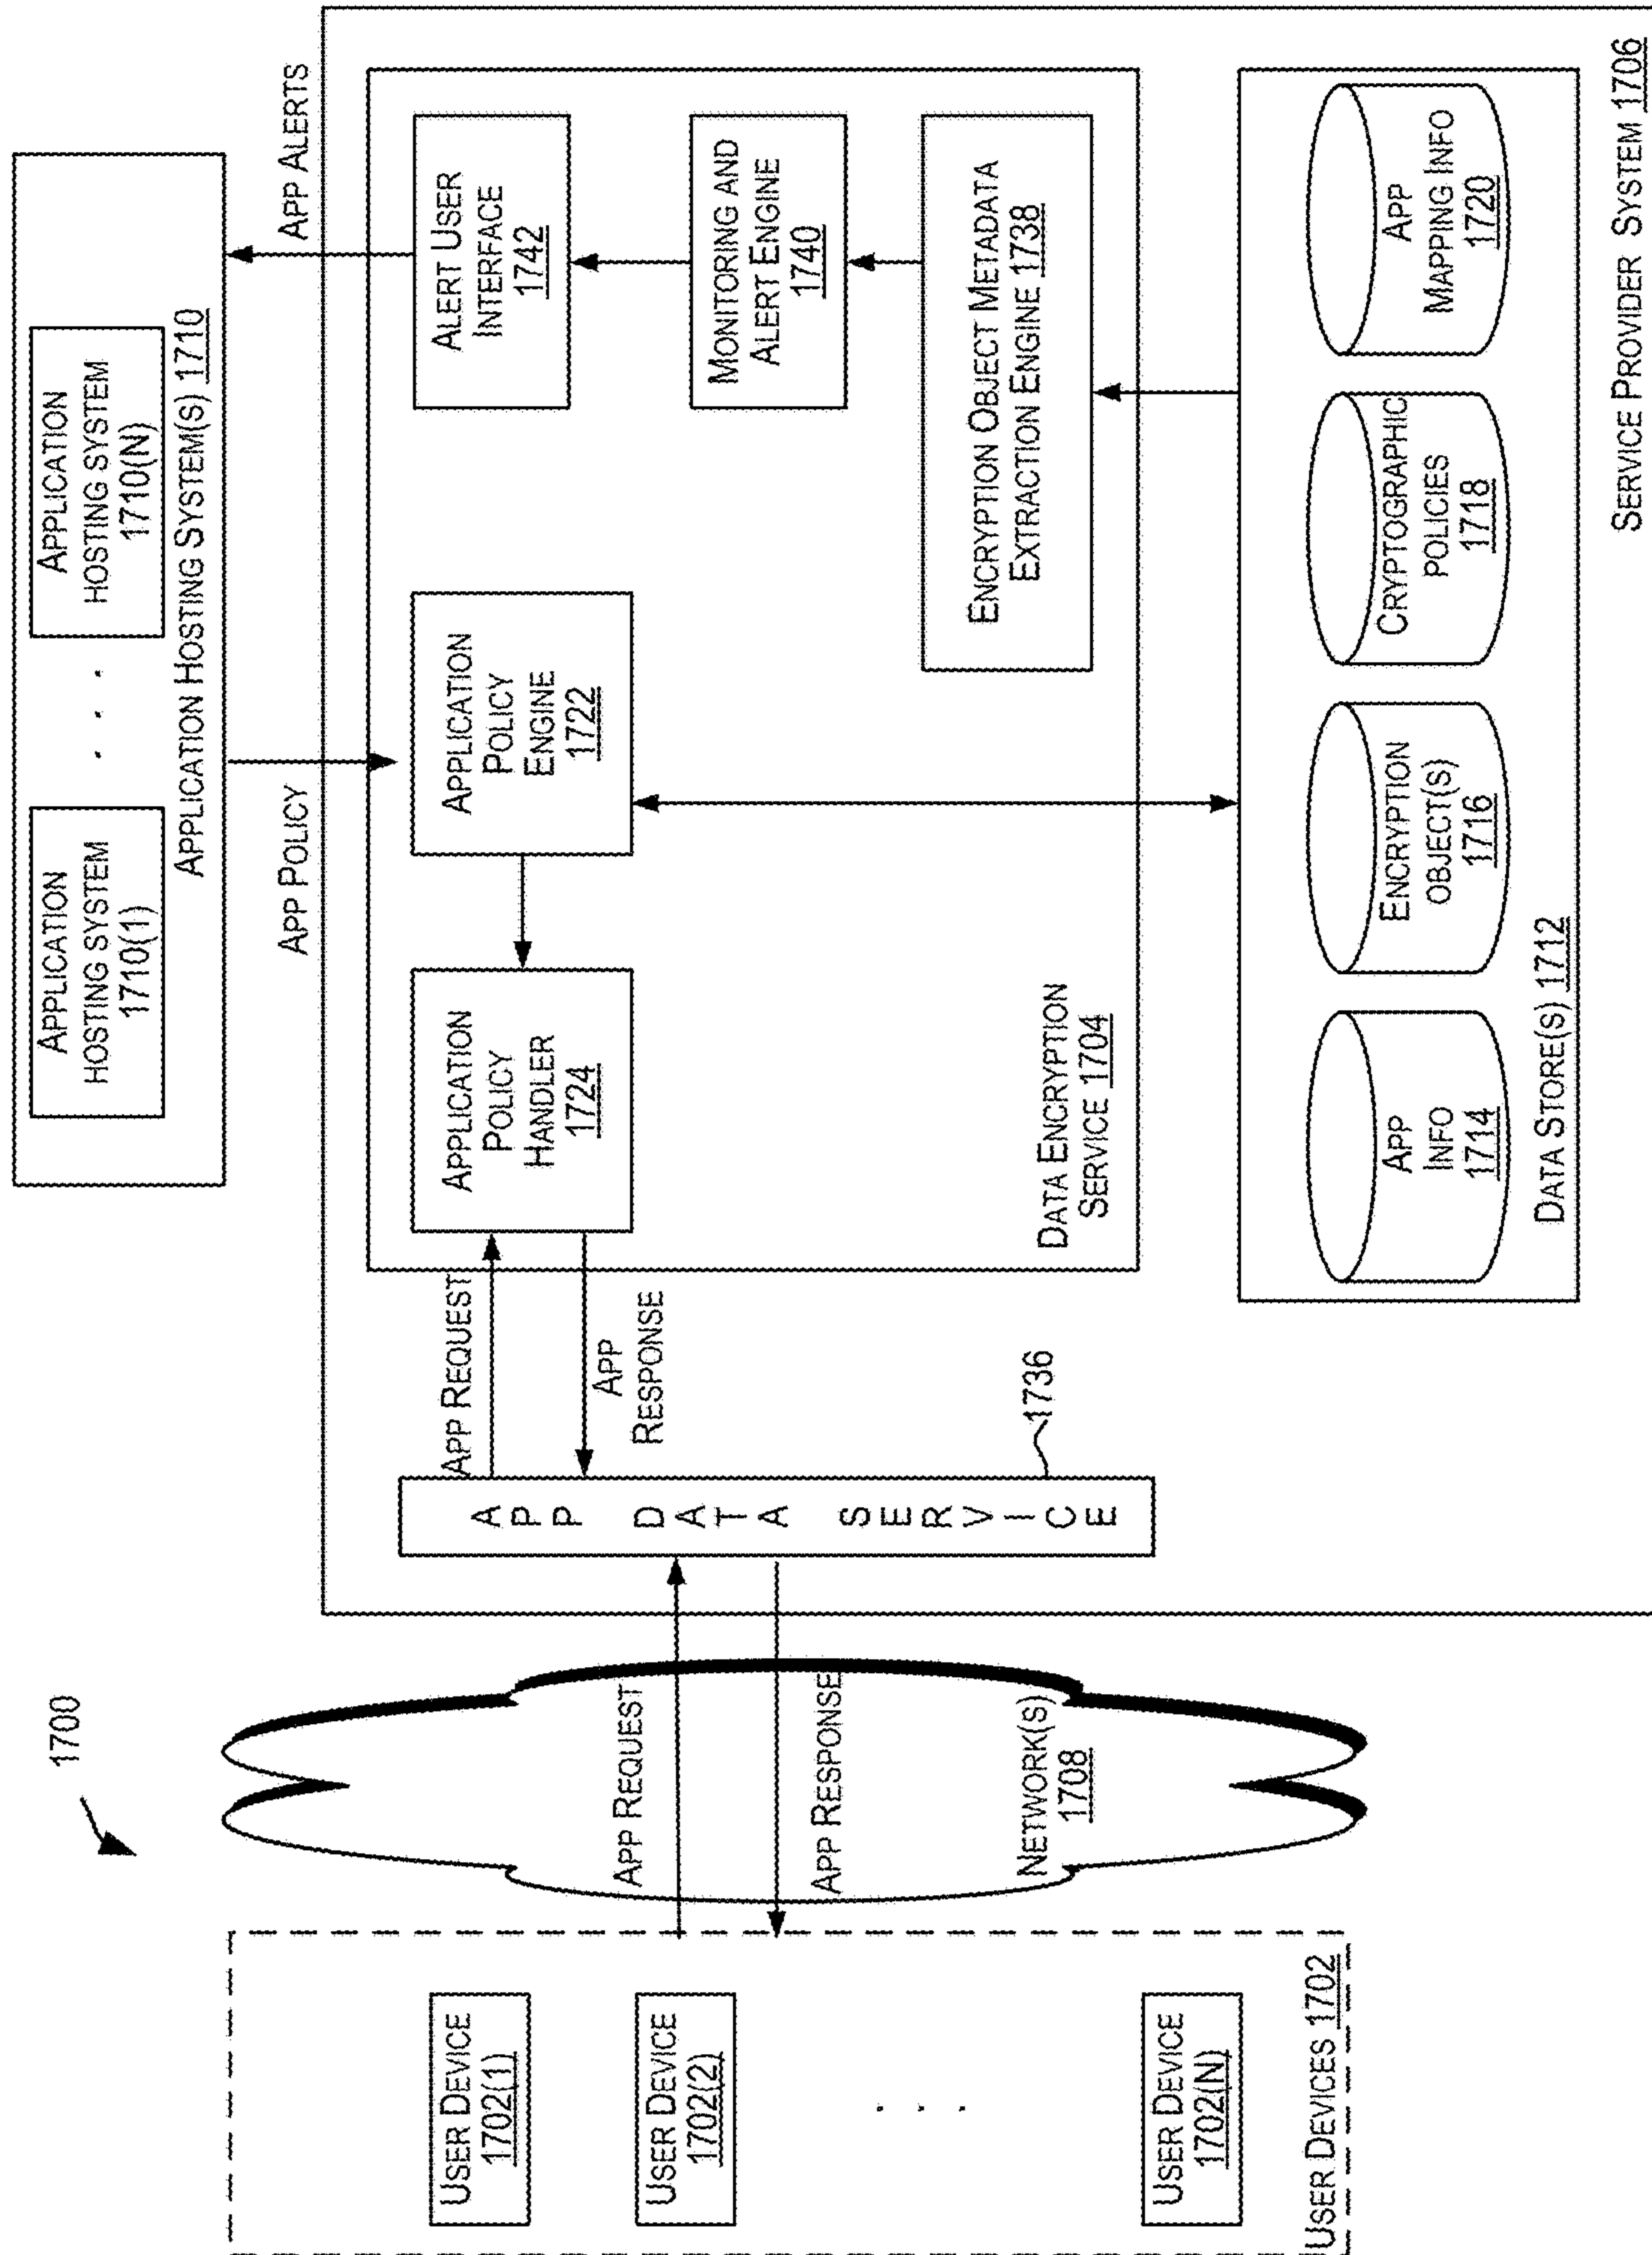 1700
APPLICATION
HOSTING SYSTEM
1710(1)
. . .
APPLICATION
HOSTING SYSTEM
1710(N)
APPLICATION HOSTING SYSTEM(S) 1710
APP POLICY
APP ALERTS
USER DEVICE
1702(1)
USER DEVICE
1702(2)
. . .
USER DEVICE
1702(N)
USER DEVICES 1702
APP REQUEST
APP RESPONSE
NETWORK(S)
1708
APP DATA SERVICE
1736
APP REQUEST
APP
RESPONSE
APPLICATION
POLICY
HANDLER
1724
APPLICATION
POLICY
ENGINE
1722
ALERT USER
INTERFACE
1742
MONITORING AND
ALERT ENGINE
1740
ENCRYPTION OBJECT METADATA
EXTRACTION ENGINE 1738
DATA ENCRYPTION
SERVICE 1704
APP
INFO
1714
ENCRYPTION
OBJECT(S)
1716
CRYPTOGRAPHIC
POLICIES
1718
APP
MAPPING INFO
1720
DATA STORE(S) 1712
SERVICE PROVIDER SYSTEM 1706